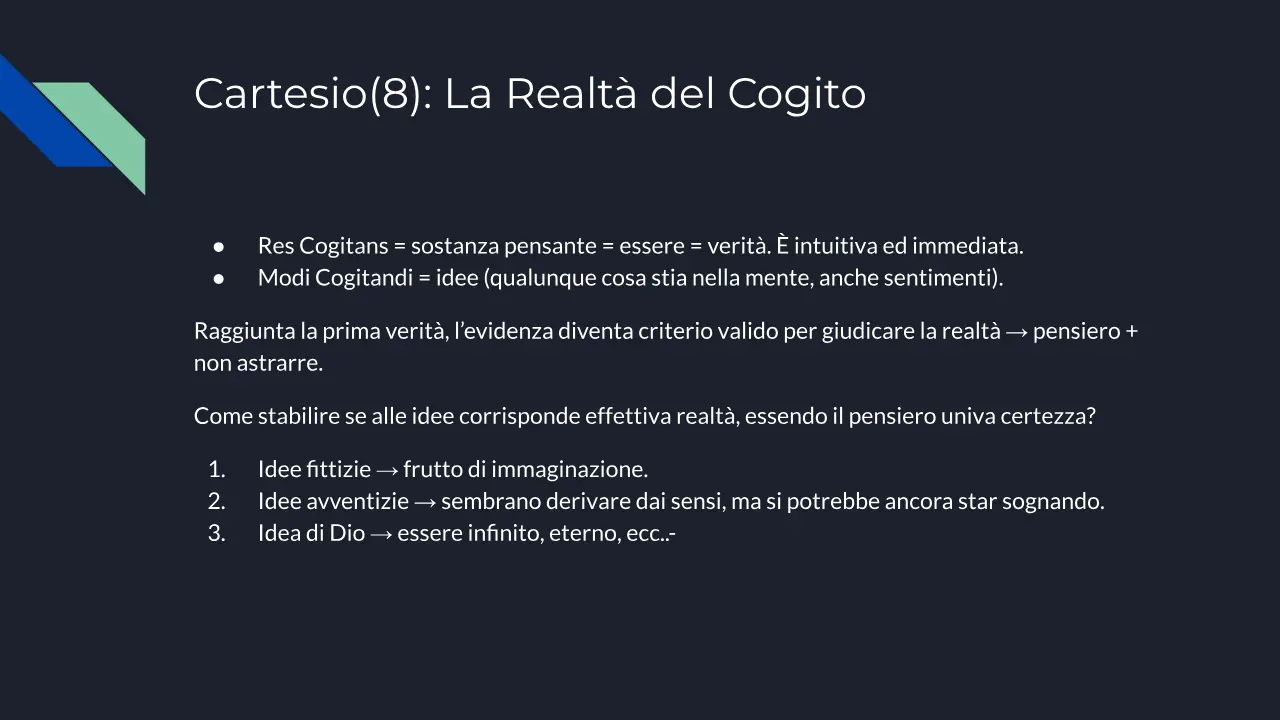 Cartesio(8): La Realtà del Cogito
● Res Cogitans = sostanza pensante = essere = verità. È intuitiva ed immediata.
● Modi Cogitandi = idee (qualunque cosa stia nella mente, anche sentimenti).
Raggiunta la prima verità, l’evidenza diventa criterio valido per giudicare la realtà → pensiero +
non astrarre.
Come stabilire se alle idee corrisponde effettiva realtà, essendo il pensiero univa certezza?
1. Idee fittizie → frutto di immaginazione.
2. Idee avventizie → sembrano derivare dai sensi, ma si potrebbe ancora star sognando.
3. Idea di Dio → essere infinito, eterno, ecc..-